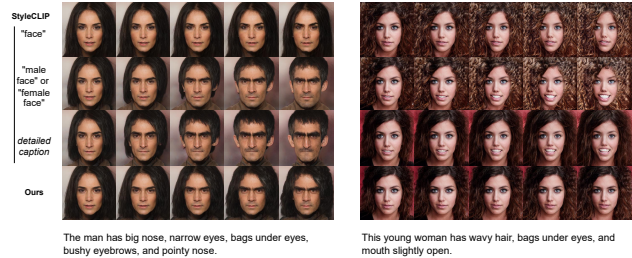 StyleCLIP
"face"
"male
face" or
"female
face"
detailed
caption
Ours
The man has big nose, narrow eyes, bags under eyes,
bushy eyebrows, and pointy nose.
This young woman has wavy hair, bags under eyes, and
mouth slightly open.